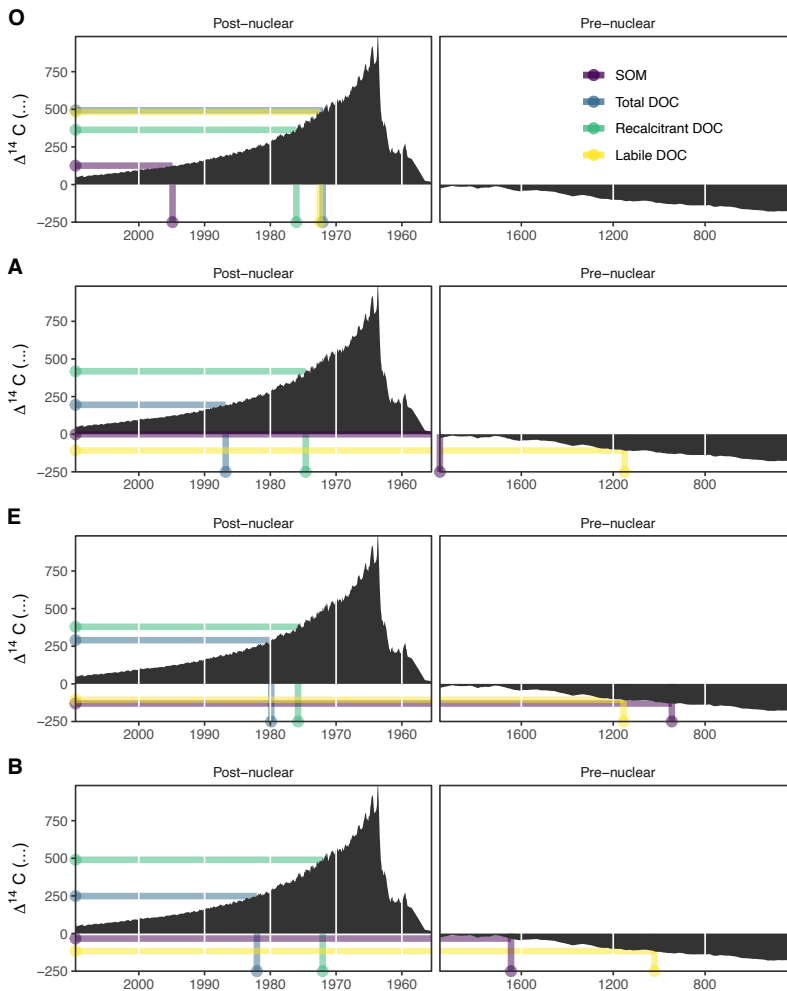 O
Post−nuclear Pre−nuclear
Δ14 C (...)
750
500
250
0
−250
SOM
Total DOC
Recalcitrant DOC
Labile DOC
2000 1990 1980 1970 1960 1600 1200 800
A
Post−nuclear Pre−nuclear
Δ14 C (...)
750
500
250
0
−250
2000 1990 1980 1970 1960 1600 1200 800
E
Post−nuclear Pre−nuclear
Δ14 C (...)
750
500
250
0
−250
2000 1990 1980 1970 1960 1600 1200 800
B
Post−nuclear Pre−nuclear
Δ14 C (...)
750
500
250
0
−250
2000 1990 1980 1970 1960 1600 1200 800